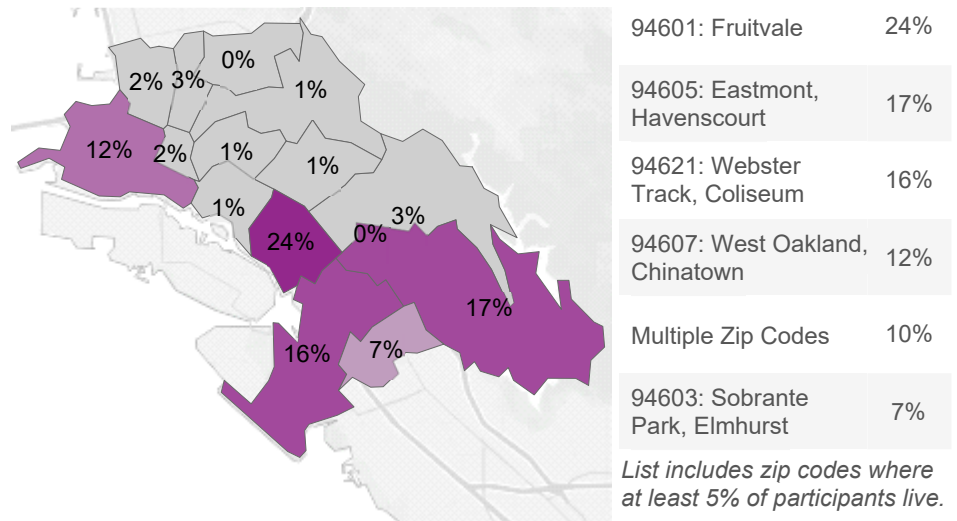 0%
2%
3%
1%
12%
2%
1%
1%
1%
3%
0%
24%
17%
16%
7%
94601: Fruitvale 24%
94605: Eastmont,
Havenscourt 17%
94621: Webster
Track, Coliseum 16%
94607: West Oakland,
Chinatown 12%
Multiple Zip Codes 10%
94603: Sobrante
Park, Elmhurst 7%
List includes zip codes where
at least 5% of participants live.